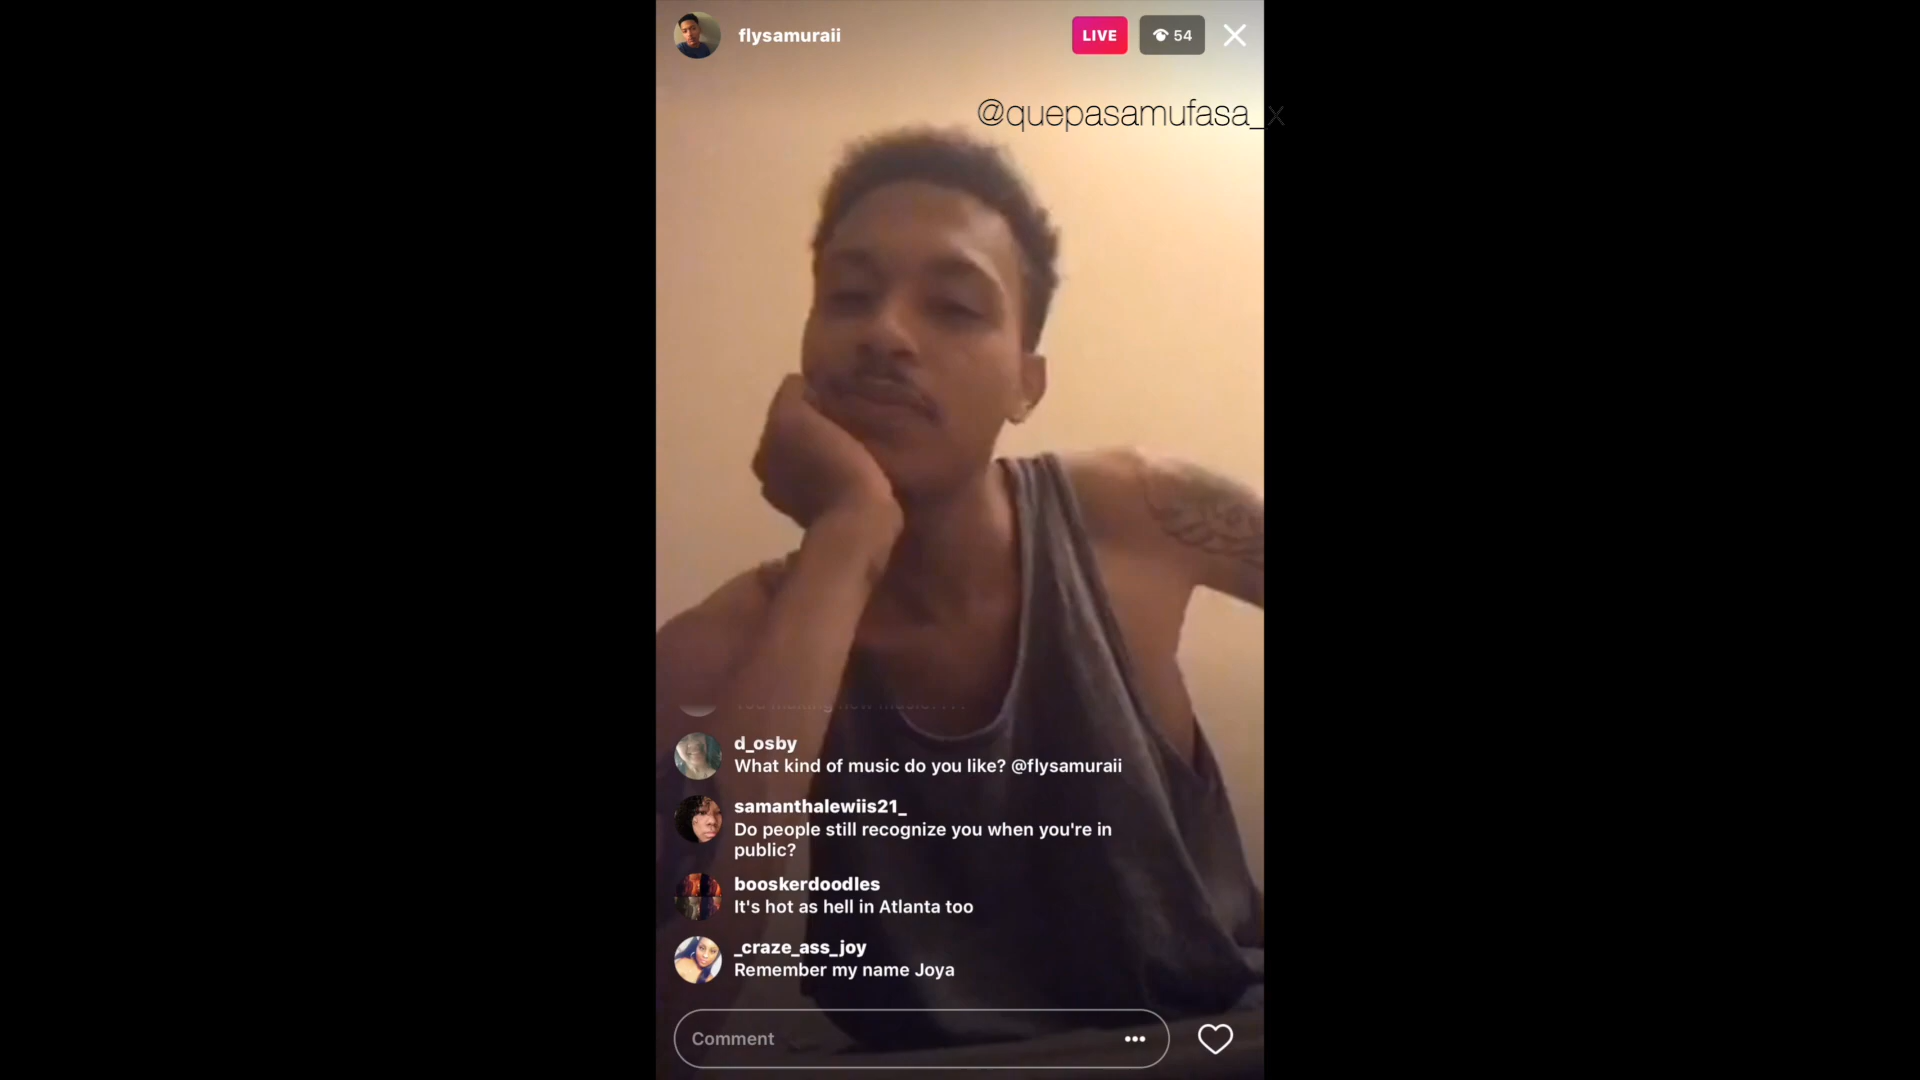 flysamuraii
LIVE
54
@quepasamufasa_x
d_osby
What kind of music do you like? @flysamuraii
samanthalewiis21_
Do people still recognize you when you're in
public?
booskerdoodles
It's hot as hell in Atlanta too
_craze_ass_joy
Remember my name Joya
Comment